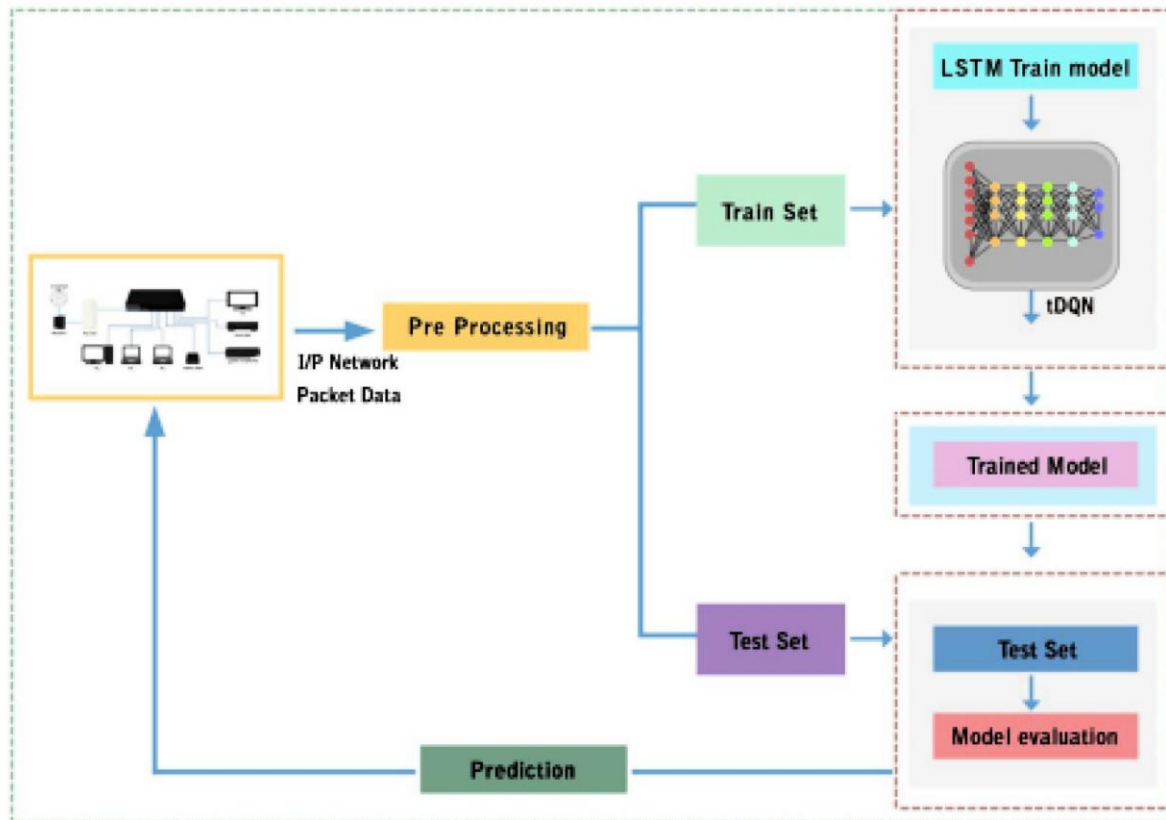 LSTM Train model
tDQN
Train Set
I/P Network
Packet Data
Pre Processing
Trained Model
Test Set
Test Set
Model evaluation
Prediction